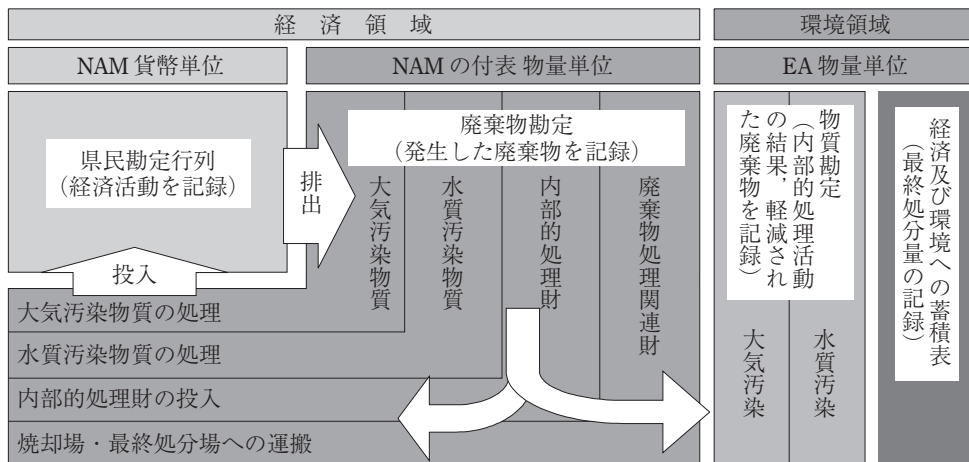 経 済 領 域
環境領域
NAM 貨幣単位
NAM の付表 物量単位
EA 物量単位
県民勘定行列
（経済活動を記録）
排出
投入
廃棄物勘定
（発生した廃棄物を記録）
大気汚染物質
水質汚染物質
内部的処理財
廃棄物処理関連財
物質勘定
（内部的処理活動
の結果，軽減され
た廃棄物を記録）
大気汚染
水質汚染
経済及び環境への蓄積表
（最終処分量の記録）
大気汚染物質の処理
水質汚染物質の処理
内部的処理財の投入
焼却場・最終処分場への運搬